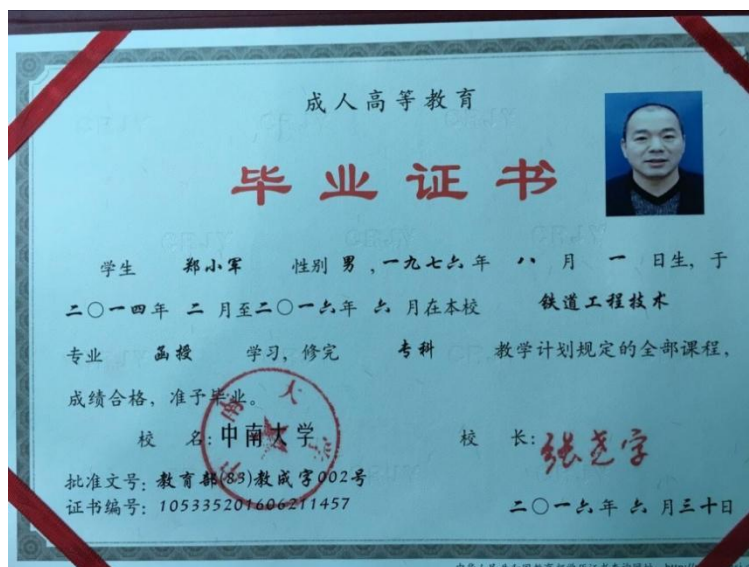 成人高等教育
毕业证书
学生 郑小军 性别 男,一九七六年 八 月 一 日生,于
二〇一四年 二 月至二〇一六年 六 月在本校 铁道工程技术
专业 函授 学习,修完 专科 教学计划规定的全部课程,
成绩合格,准予毕业。
校 名:中南大学 校 长:张尧学
批准文号:教育部(83)教成字002号
证书编号:105335201606211457
二〇一六年 六 月三十日